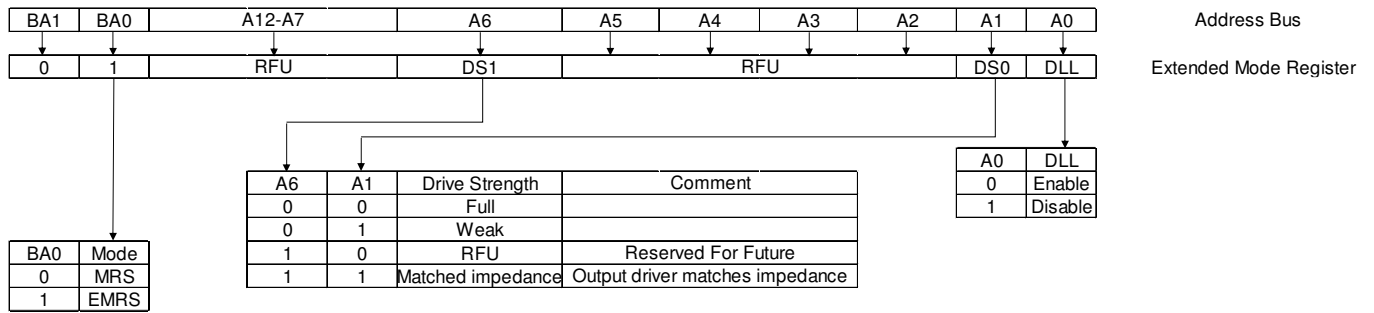 BA1 BA0 A12-A7 A6 A5 A4 A3 A2 A1 A0 Address Bus
0 1 RFU DS1 RFU DS0 DLL Extended Mode Register
A0 DLL
0 Enable
1 Disable
A6 A1 Drive Strength Comment
0 0 Full
0 1 Weak
1 0 RFU Reserved For Future
1 1 Matched impedance Output driver matches impedance
BA0 Mode
0 MRS
1 EMRS